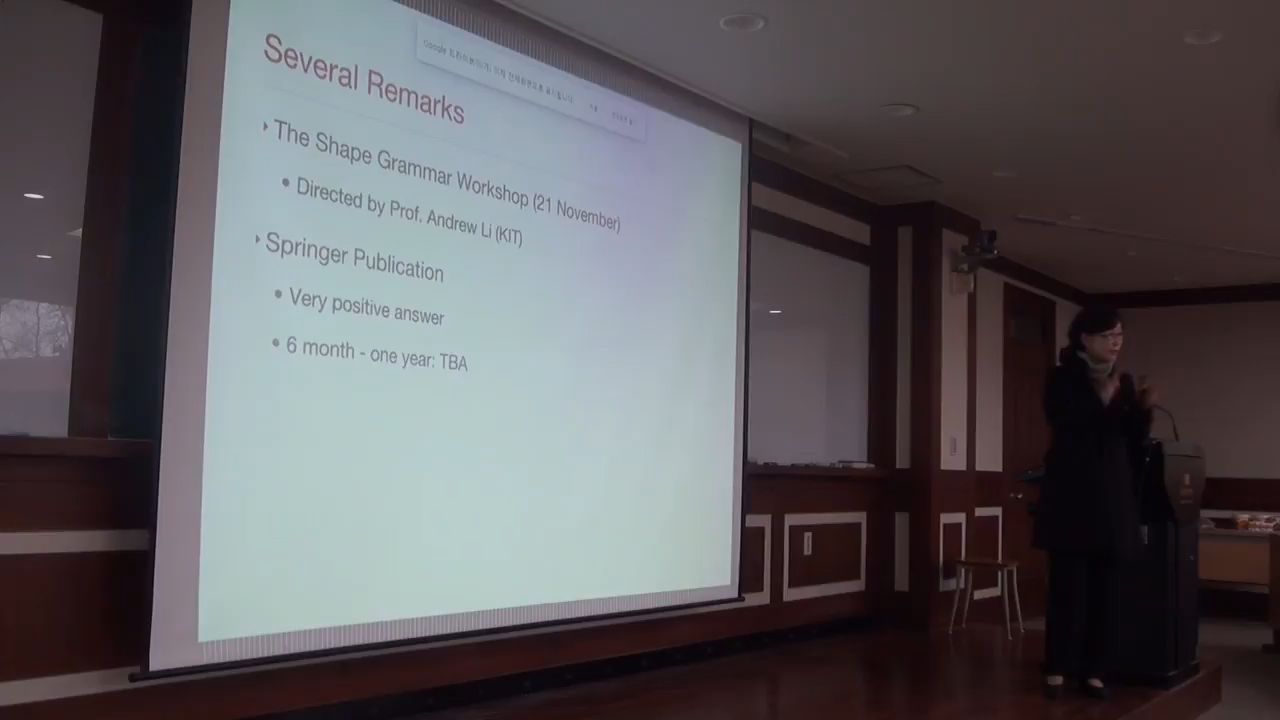 Several Remarks
The Shape Grammar Workshop (21 November)
Directed by Prof. Andrew Li (KIT)
Springer Publication
Very positive answer
6 month - one year: TBA
Google